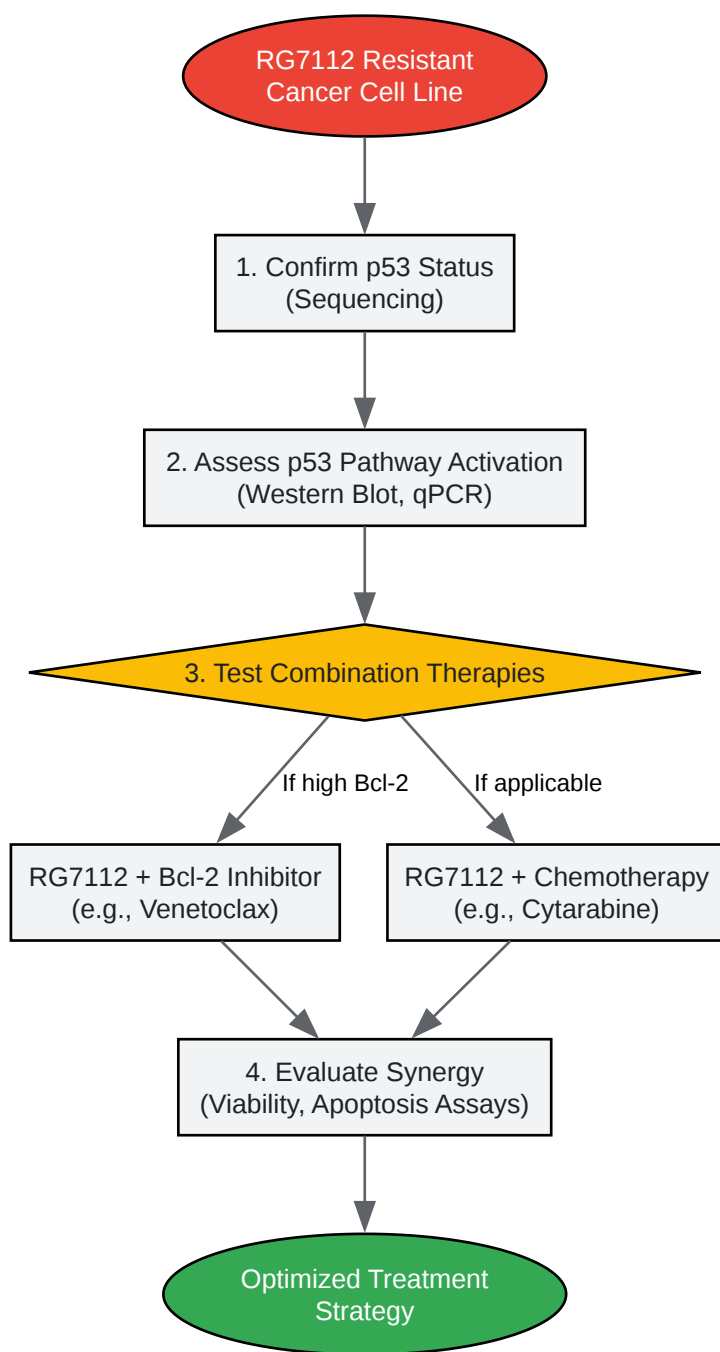 RG7112 Resistant
Cancer Cell Line
1. Confirm p53 Status
(Sequencing)
2. Assess p53 Pathway Activation
(Western Blot, qPCR)
3. Test Combination Therapies
If high Bcl-2
If applicable
RG7112 + Bcl-2 Inhibitor
(e.g., Venetoclax)
RG7112 + Chemotherapy
(e.g., Cytarabine)
4. Evaluate Synergy
(Viability, Apoptosis Assays)
Optimized Treatment
Strategy